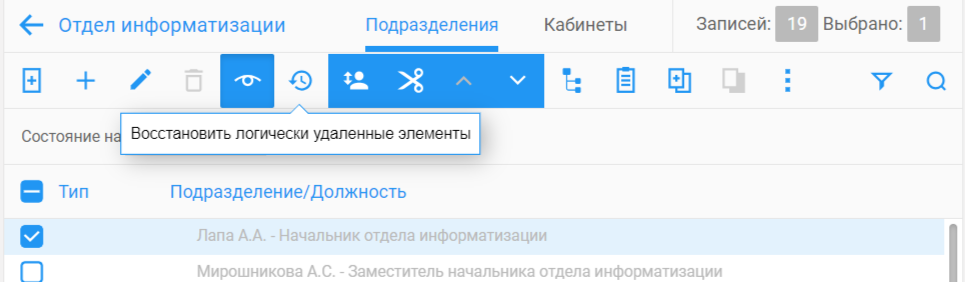 Отдел информатизации Подразделения Кабинеты Записей: 19 Выбрано: 1
Состояние на
Восстановить логически удаленные элементы
Тип Подразделение/Должность
Лапа А.А. - Начальник отдела информатизации
Мирошникова А.С. - Заместитель начальника отдела информатизации